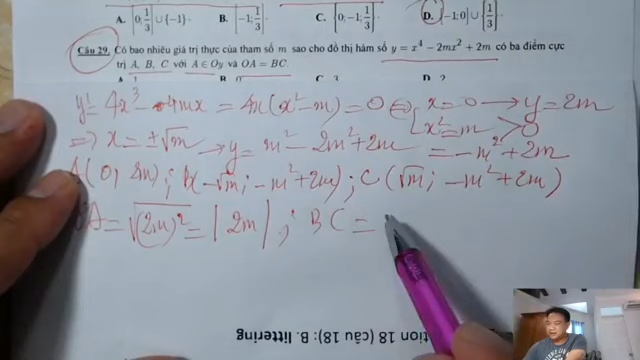 A. [0;1/3]∪{-1}. B. [-1;1/3]. C. {0;-1;1/3}. D. [-1;0]∪{1/3}.
Câu 29. Có bao nhiêu giá trị thực của tham số m sao cho đồ thị hàm số y = x⁴ - 2mx² + 2m có ba điểm cực
trị A, B, C với A ∈ Oy và OA = BC.
y' = 4x³ - 4mx = 4x(x² - m) = 0 ⇔ [x = 0 → y = 2m
x² = m > 0
⇒ x = ±√m → y = m² - 2m² + 2m = -m² + 2m
A(0, 2m); B(-√m; -m² + 2m); C(√m; -m² + 2m)
OA = √(2m)² = |2m|; BC =
tion 18 (câu 18): B. littering